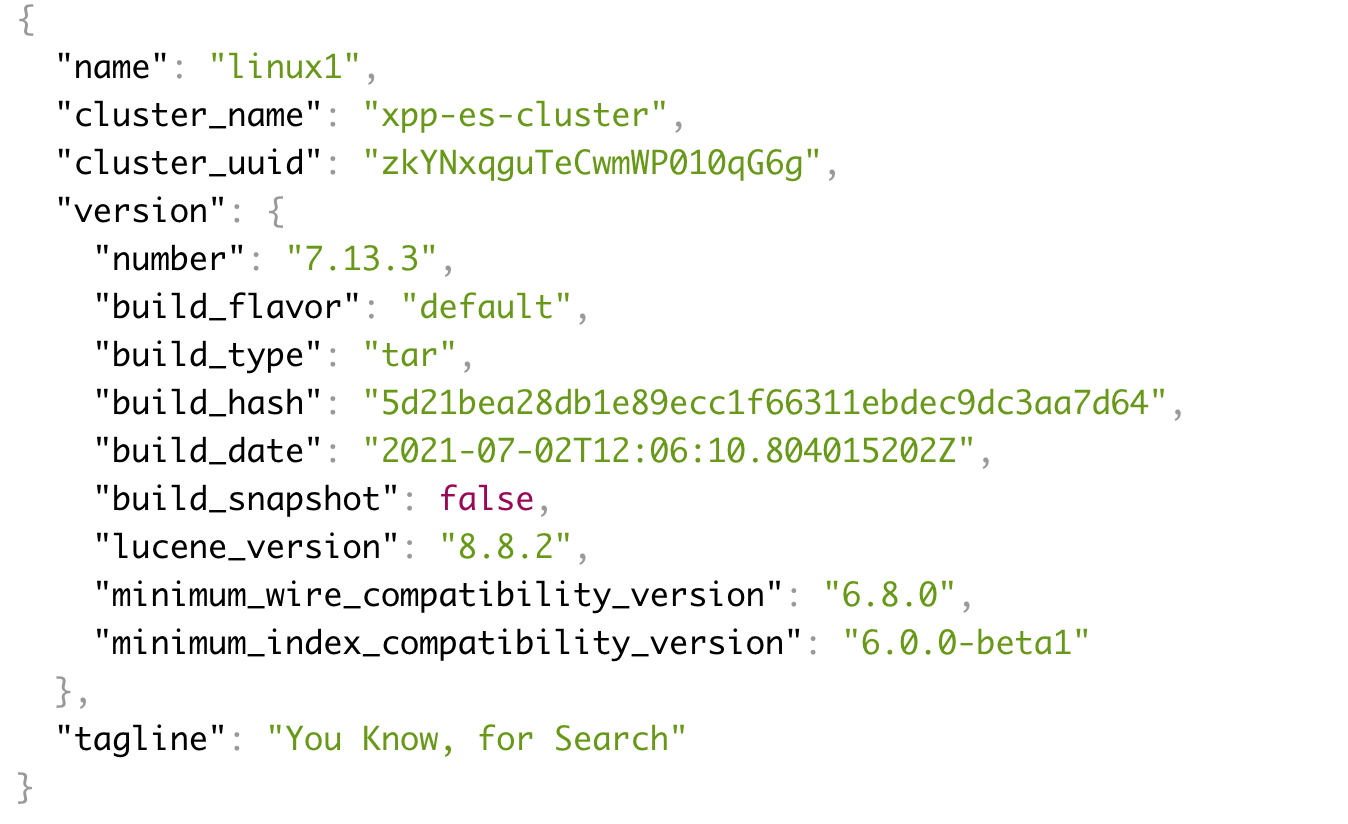 {
  "name": "linux1",
  "cluster_name": "xpp-es-cluster",
  "cluster_uuid": "zkYNxqguTeCwmWP010qG6g",
  "version": {
    "number": "7.13.3",
    "build_flavor": "default",
    "build_type": "tar",
    "build_hash": "5d21bea28db1e89ecc1f66311ebdec9dc3aa7d64",
    "build_date": "2021-07-02T12:06:10.804015202Z",
    "build_snapshot": false,
    "lucene_version": "8.8.2",
    "minimum_wire_compatibility_version": "6.8.0",
    "minimum_index_compatibility_version": "6.0.0-beta1"
  },
  "tagline": "You Know, for Search"
}